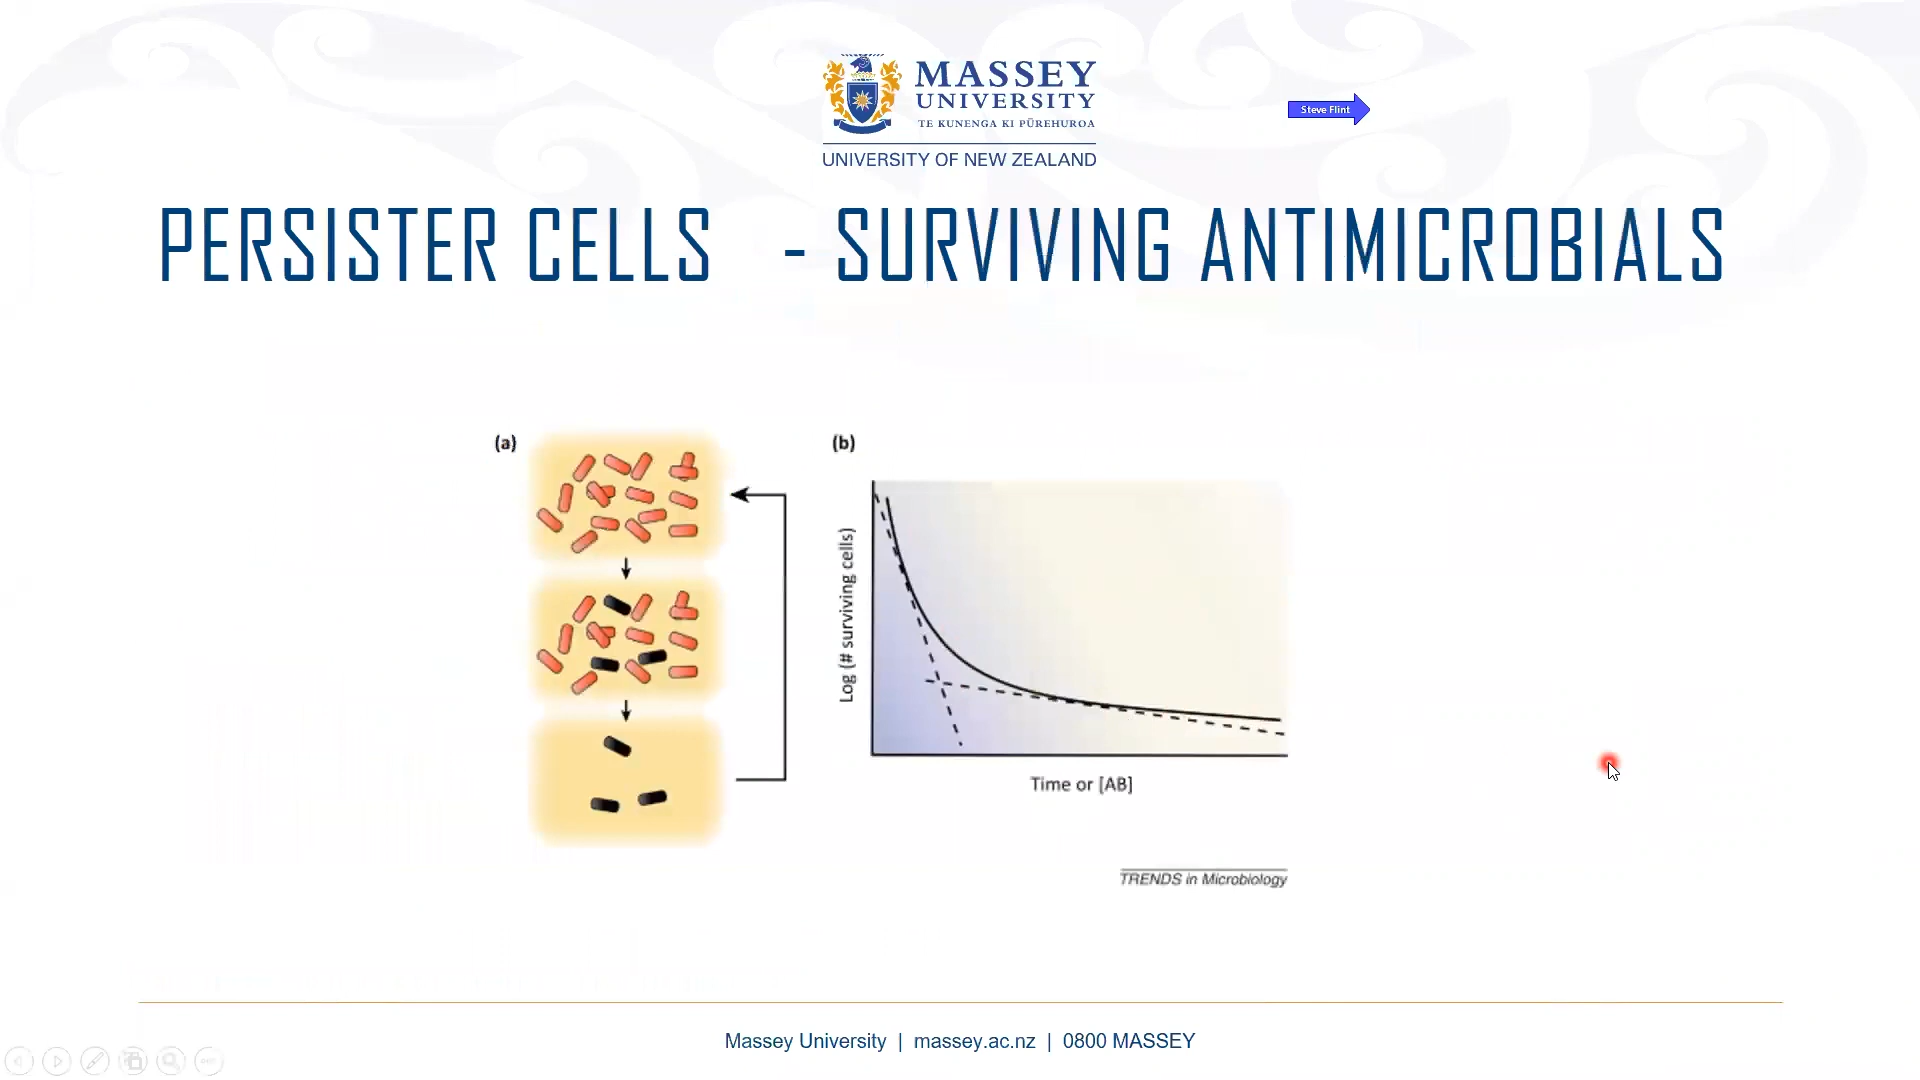 MASSEY
UNIVERSITY
TE KUNENGA KI PŪREHUROA
UNIVERSITY OF NEW ZEALAND
Steve Flint
PERSISTER CELLS - SURVIVING ANTIMICROBIALS
(a)
(b)
Log (# surviving cells)
Time or [AB]
TRENDS in Microbiology
Massey University | massey.ac.nz | 0800 MASSEY